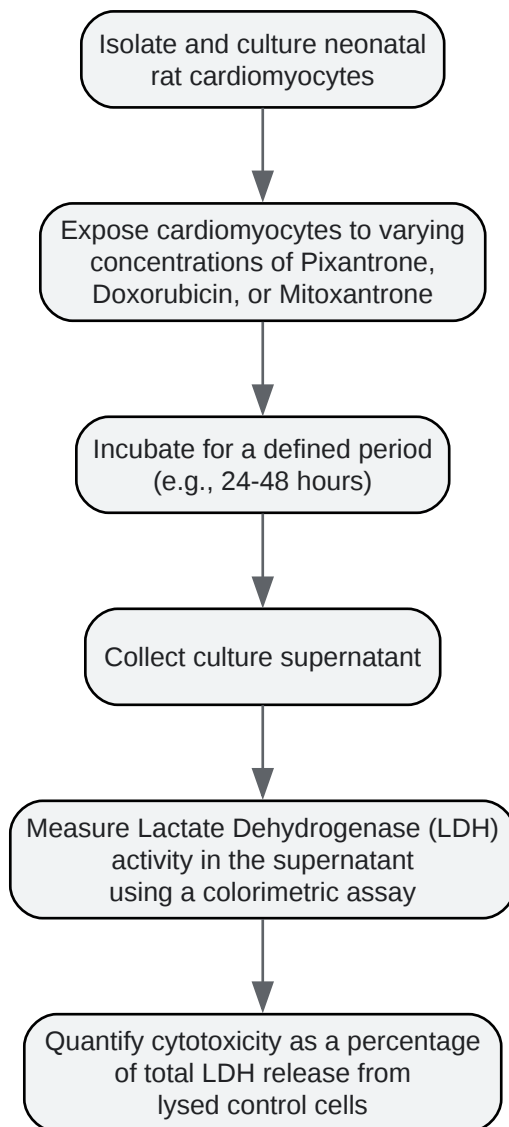 Isolate and culture neonatal
rat cardiomyocytes
Expose cardiomyocytes to varying
concentrations of Pixantrone,
Doxorubicin, or Mitoxantrone
Incubate for a defined period
(e.g., 24-48 hours)
Collect culture supernatant
Measure Lactate Dehydrogenase (LDH)
activity in the supernatant
using a colorimetric assay
Quantify cytotoxicity as a percentage
of total LDH release from
lysed control cells